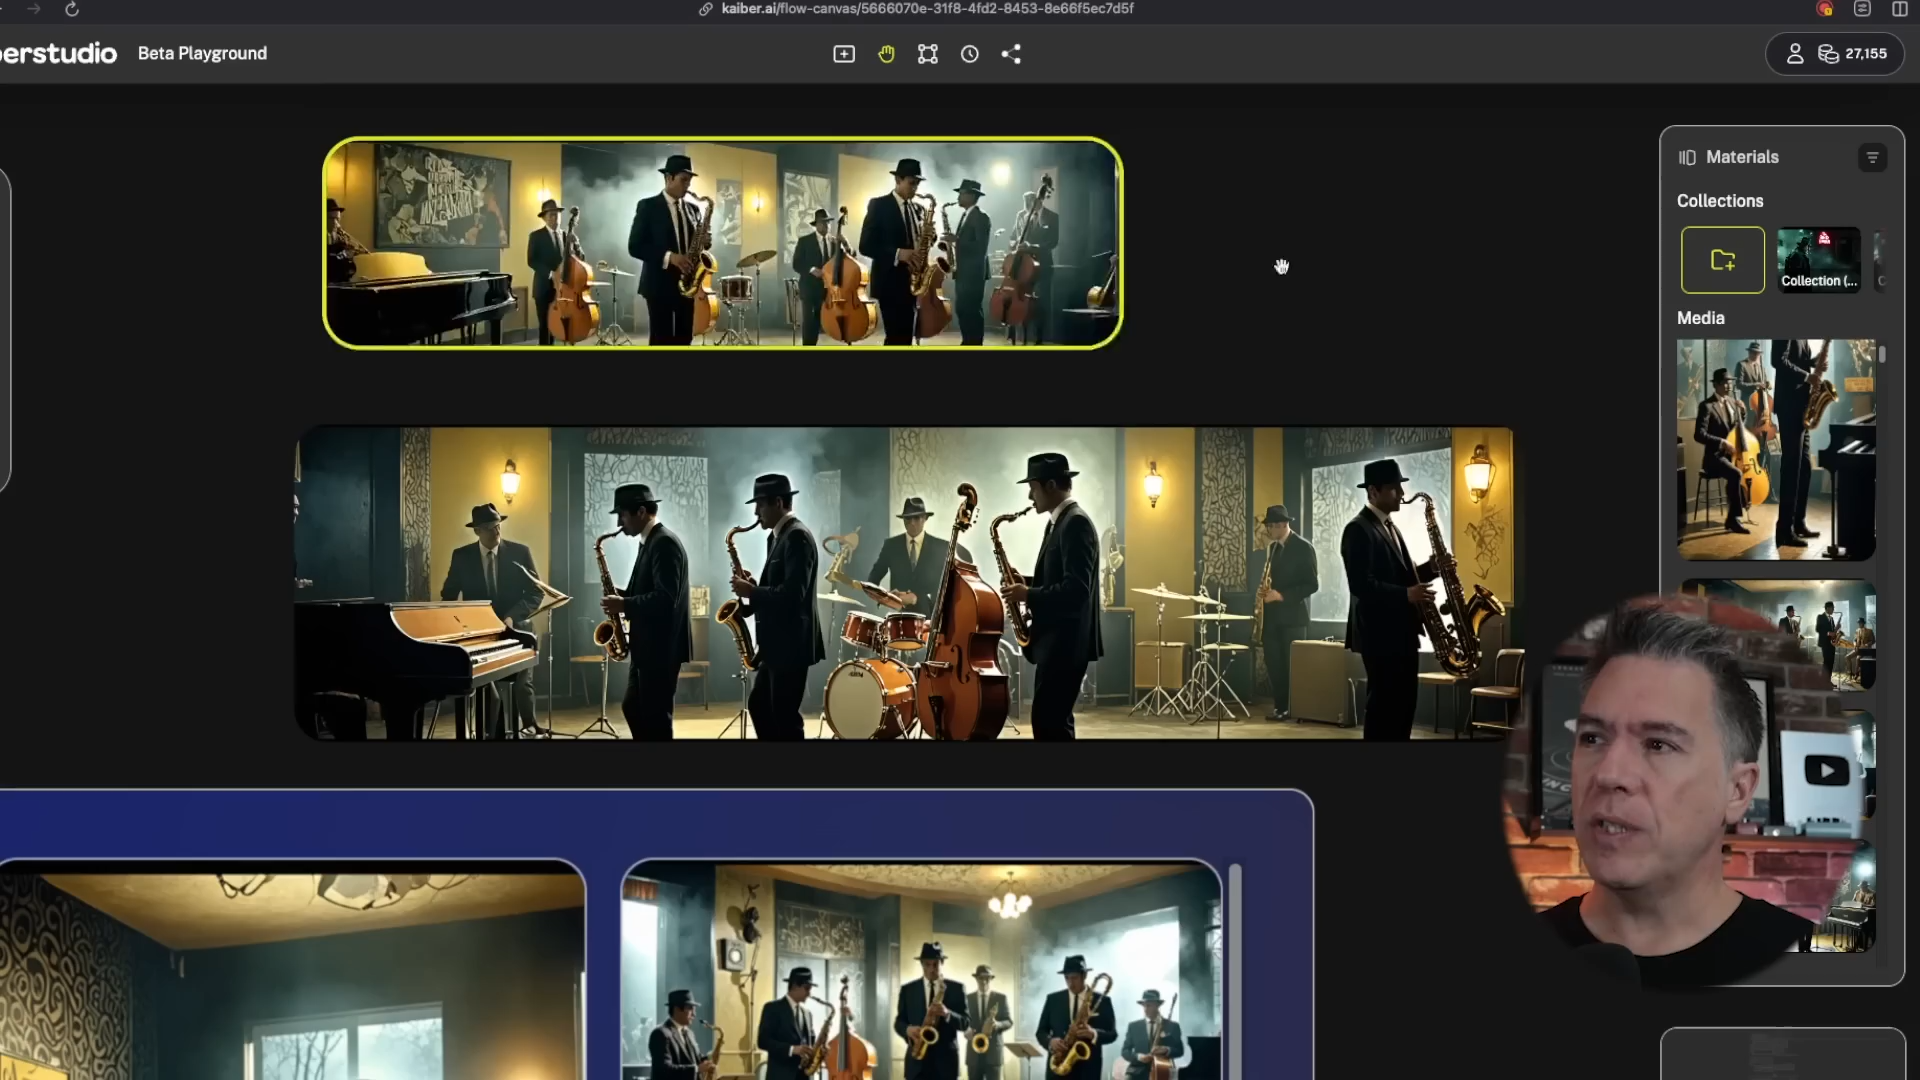 kaiber.ai/flow-canvas/5666070e-31f8-4fd2-8453-8e66f5ec7d5f
erstudio
Beta Playground
27,155
Materials
Collections
Collection (...
Media